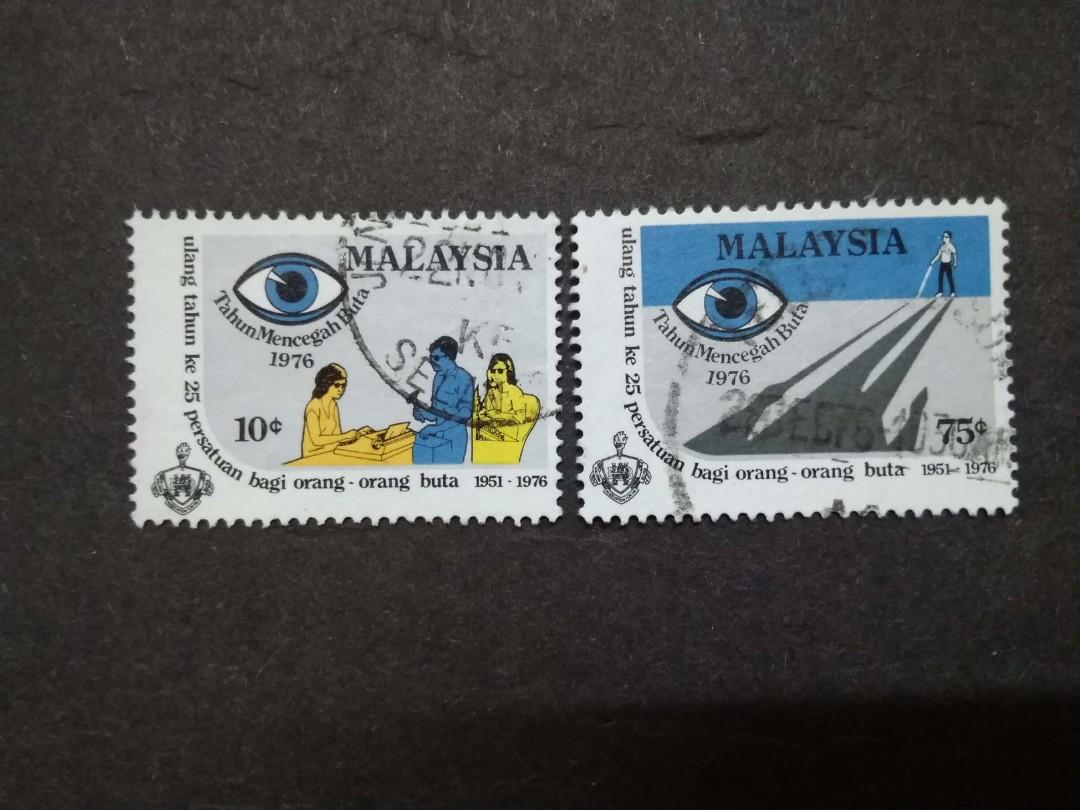 MALAYSIA
Tahun Mencegah Buta
1976
10¢
ulang tahun ke 25 persatuan bagi orang-orang buta 1951-1976
MALAYSIA
Tahun Mencegah Buta
1976
75¢
ulang tahun ke 25 persatuan bagi orang-orang buta 1951-1976